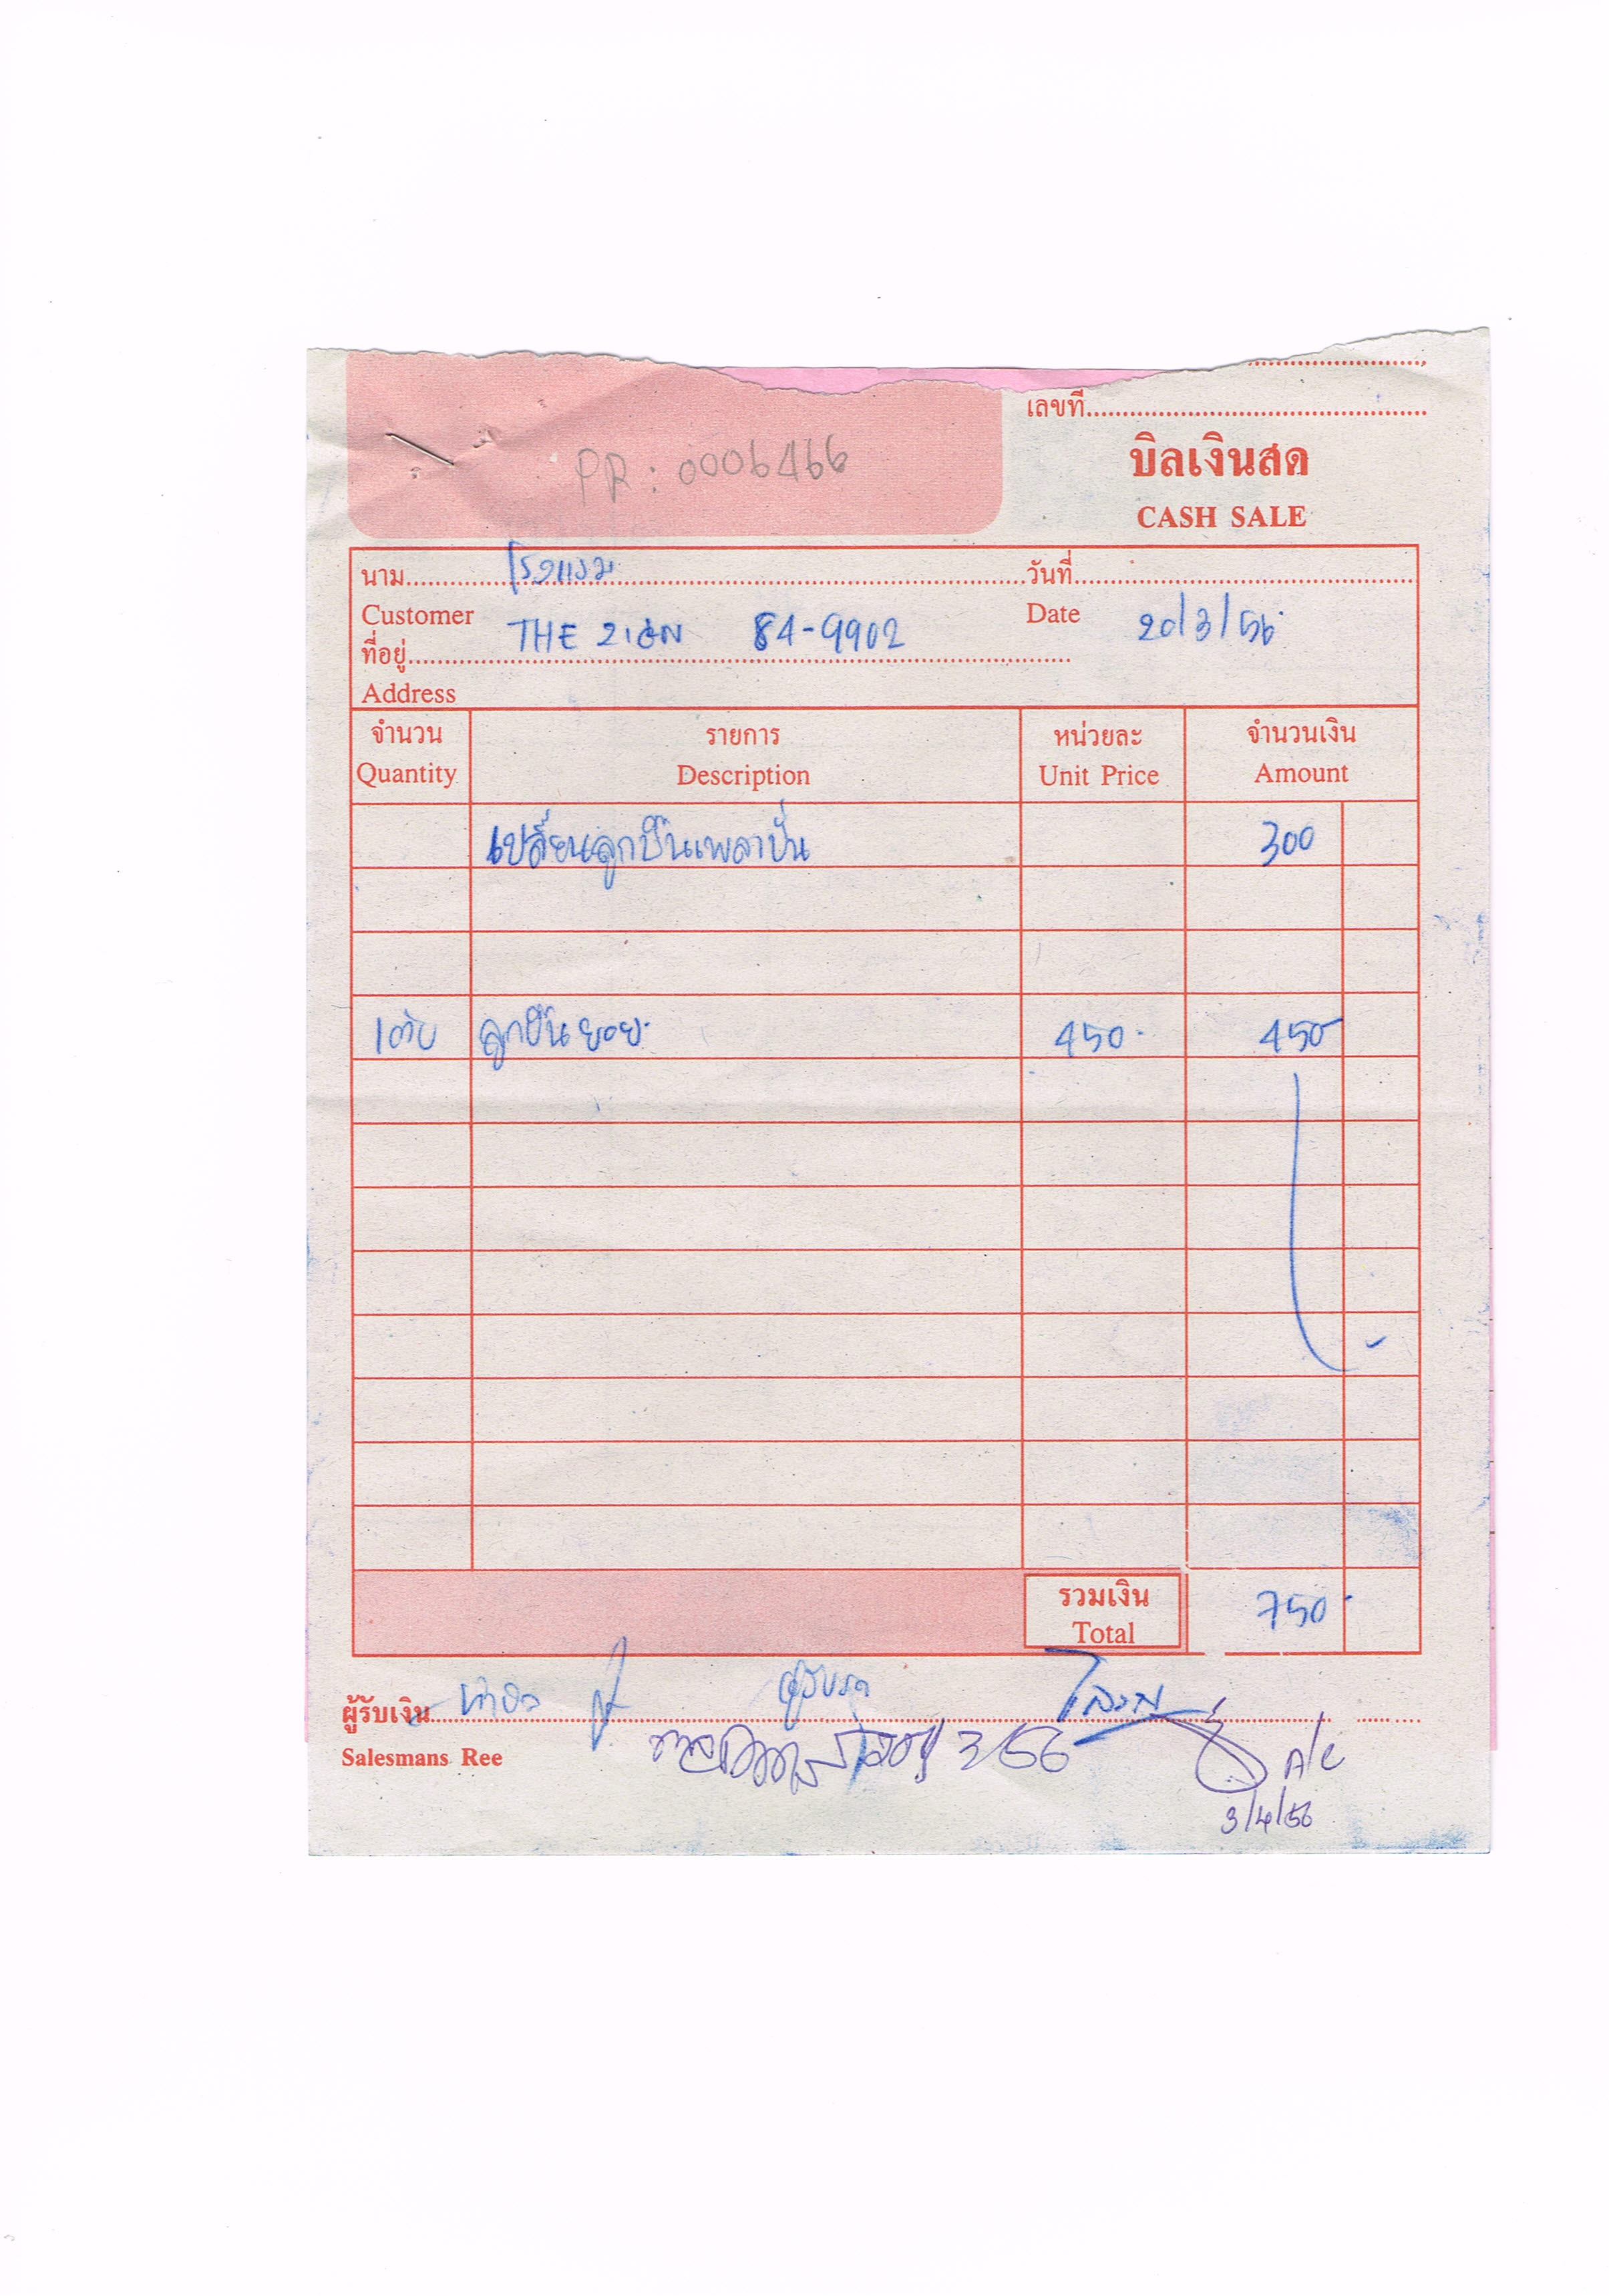 เลขที่
PR: 0006466
บิลเงินสด
CASH SALE
นาม โรงแรม วันที่
Customer THE ZION 84-9902 Date 20/3/56
ที่อยู่
Address
จำนวน รายการ หน่วยละ จำนวนเงิน
Quantity Description Unit Price Amount
เปลี่ยนลูกปืนเพลาปั่น 300
1 ตับ ลูกปืนยอย 450 450
รวมเงิน 750
Total
ผู้รับเงิน
Salesmans Ree
3/56 A/C
3/4/56